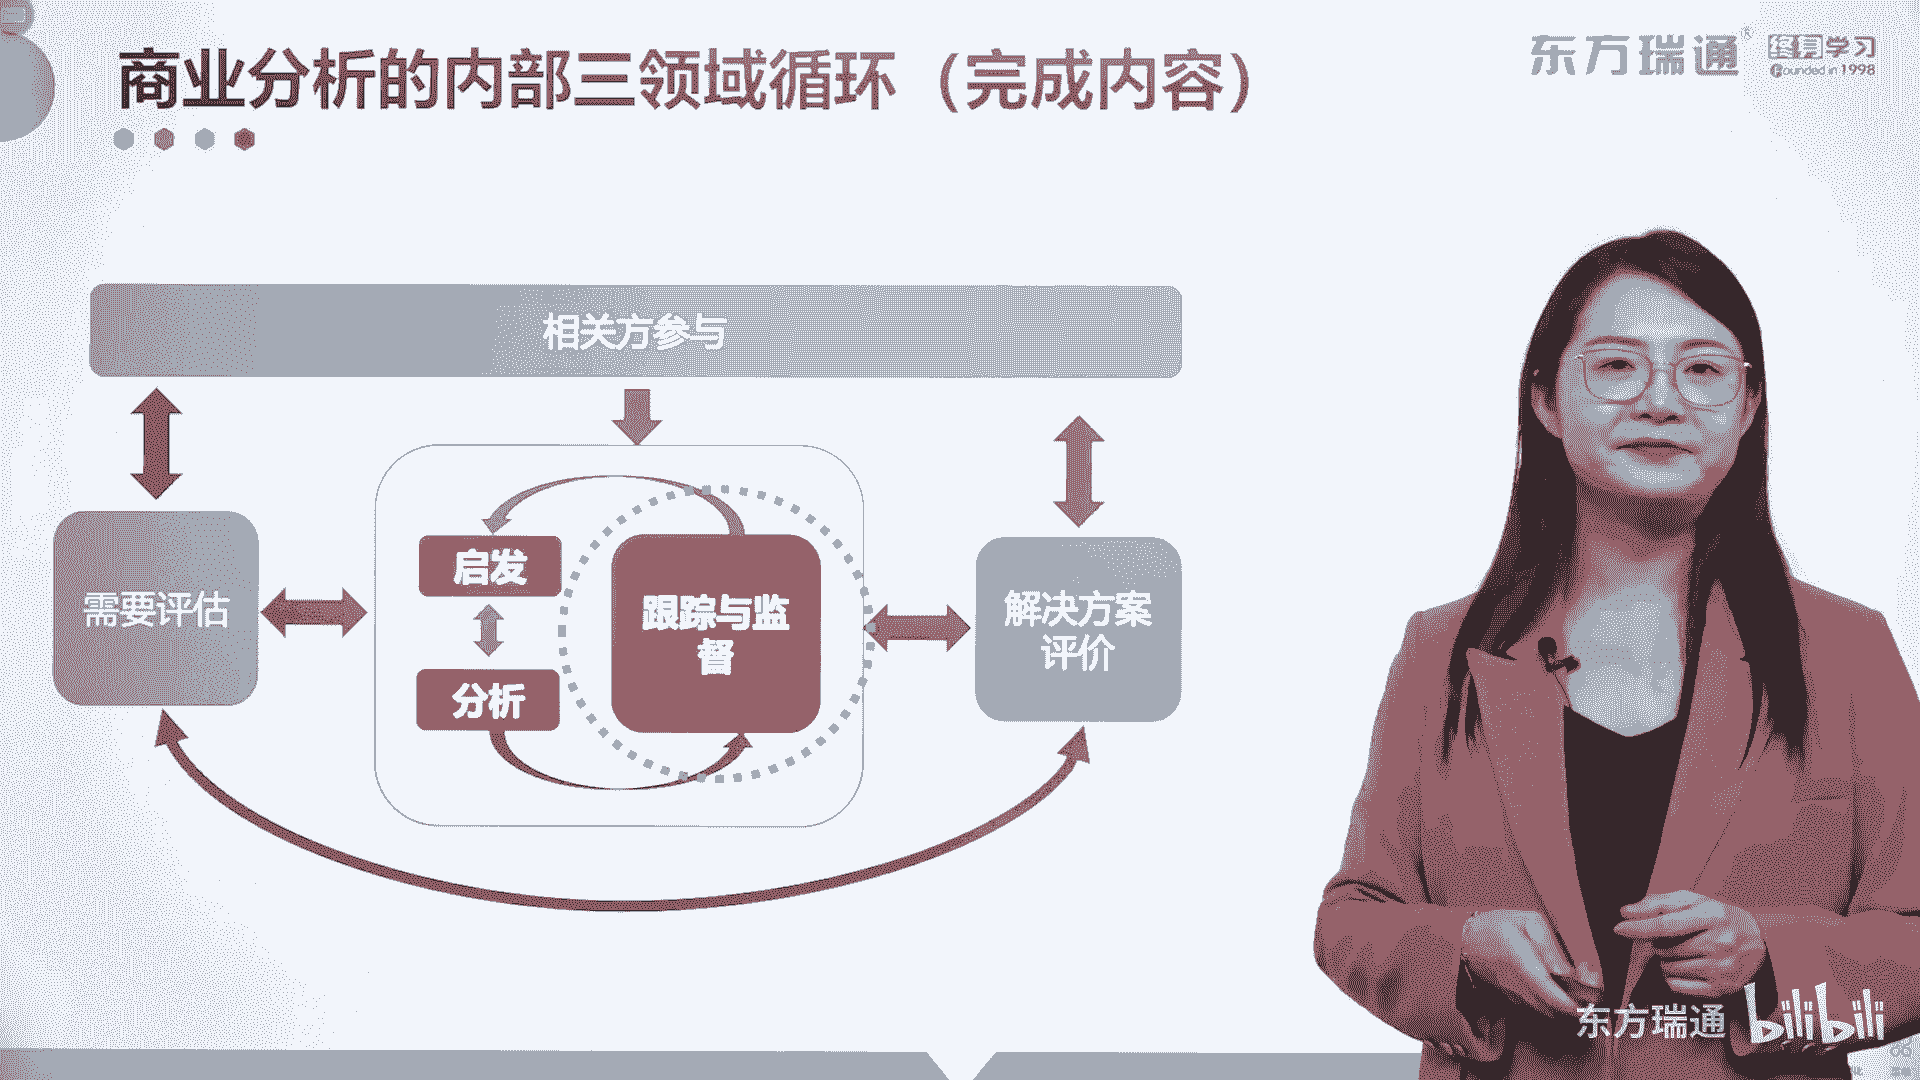 商业分析的内部三领域循环（完成内容）
东方瑞通®
终身学习
Founded in 1998
相关方参与
需要评估
启发
分析
跟踪与监
督
解决方案
评价
东方瑞通
bilibili